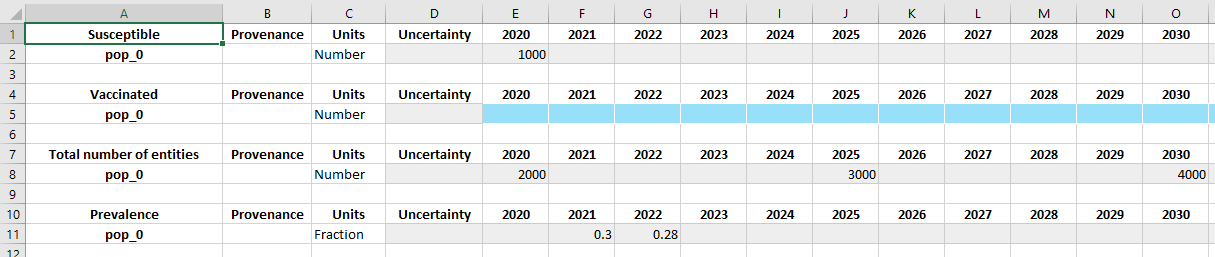 A B C D E F G H I J K L M N O
1 Susceptible Provenance Units Uncertainty 2020 2021 2022 2023 2024 2025 2026 2027 2028 2029 2030
2 pop_0 Number 1000
3
4 Vaccinated Provenance Units Uncertainty 2020 2021 2022 2023 2024 2025 2026 2027 2028 2029 2030
5 pop_0 Number
6
7 Total number of entities Provenance Units Uncertainty 2020 2021 2022 2023 2024 2025 2026 2027 2028 2029 2030
8 pop_0 Number 2000 3000 4000
9
10 Prevalence Provenance Units Uncertainty 2020 2021 2022 2023 2024 2025 2026 2027 2028 2029 2030
11 pop_0 Fraction 0.3 0.28
12